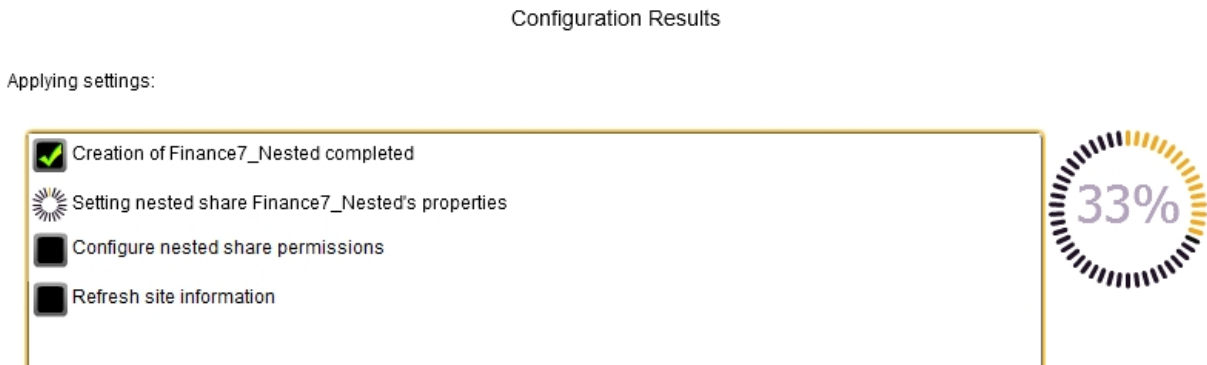 Configuration Results
Applying settings:
Creation of Finance7_Nested completed
Setting nested share Finance7_Nested's properties
33%
Configure nested share permissions
Refresh site information